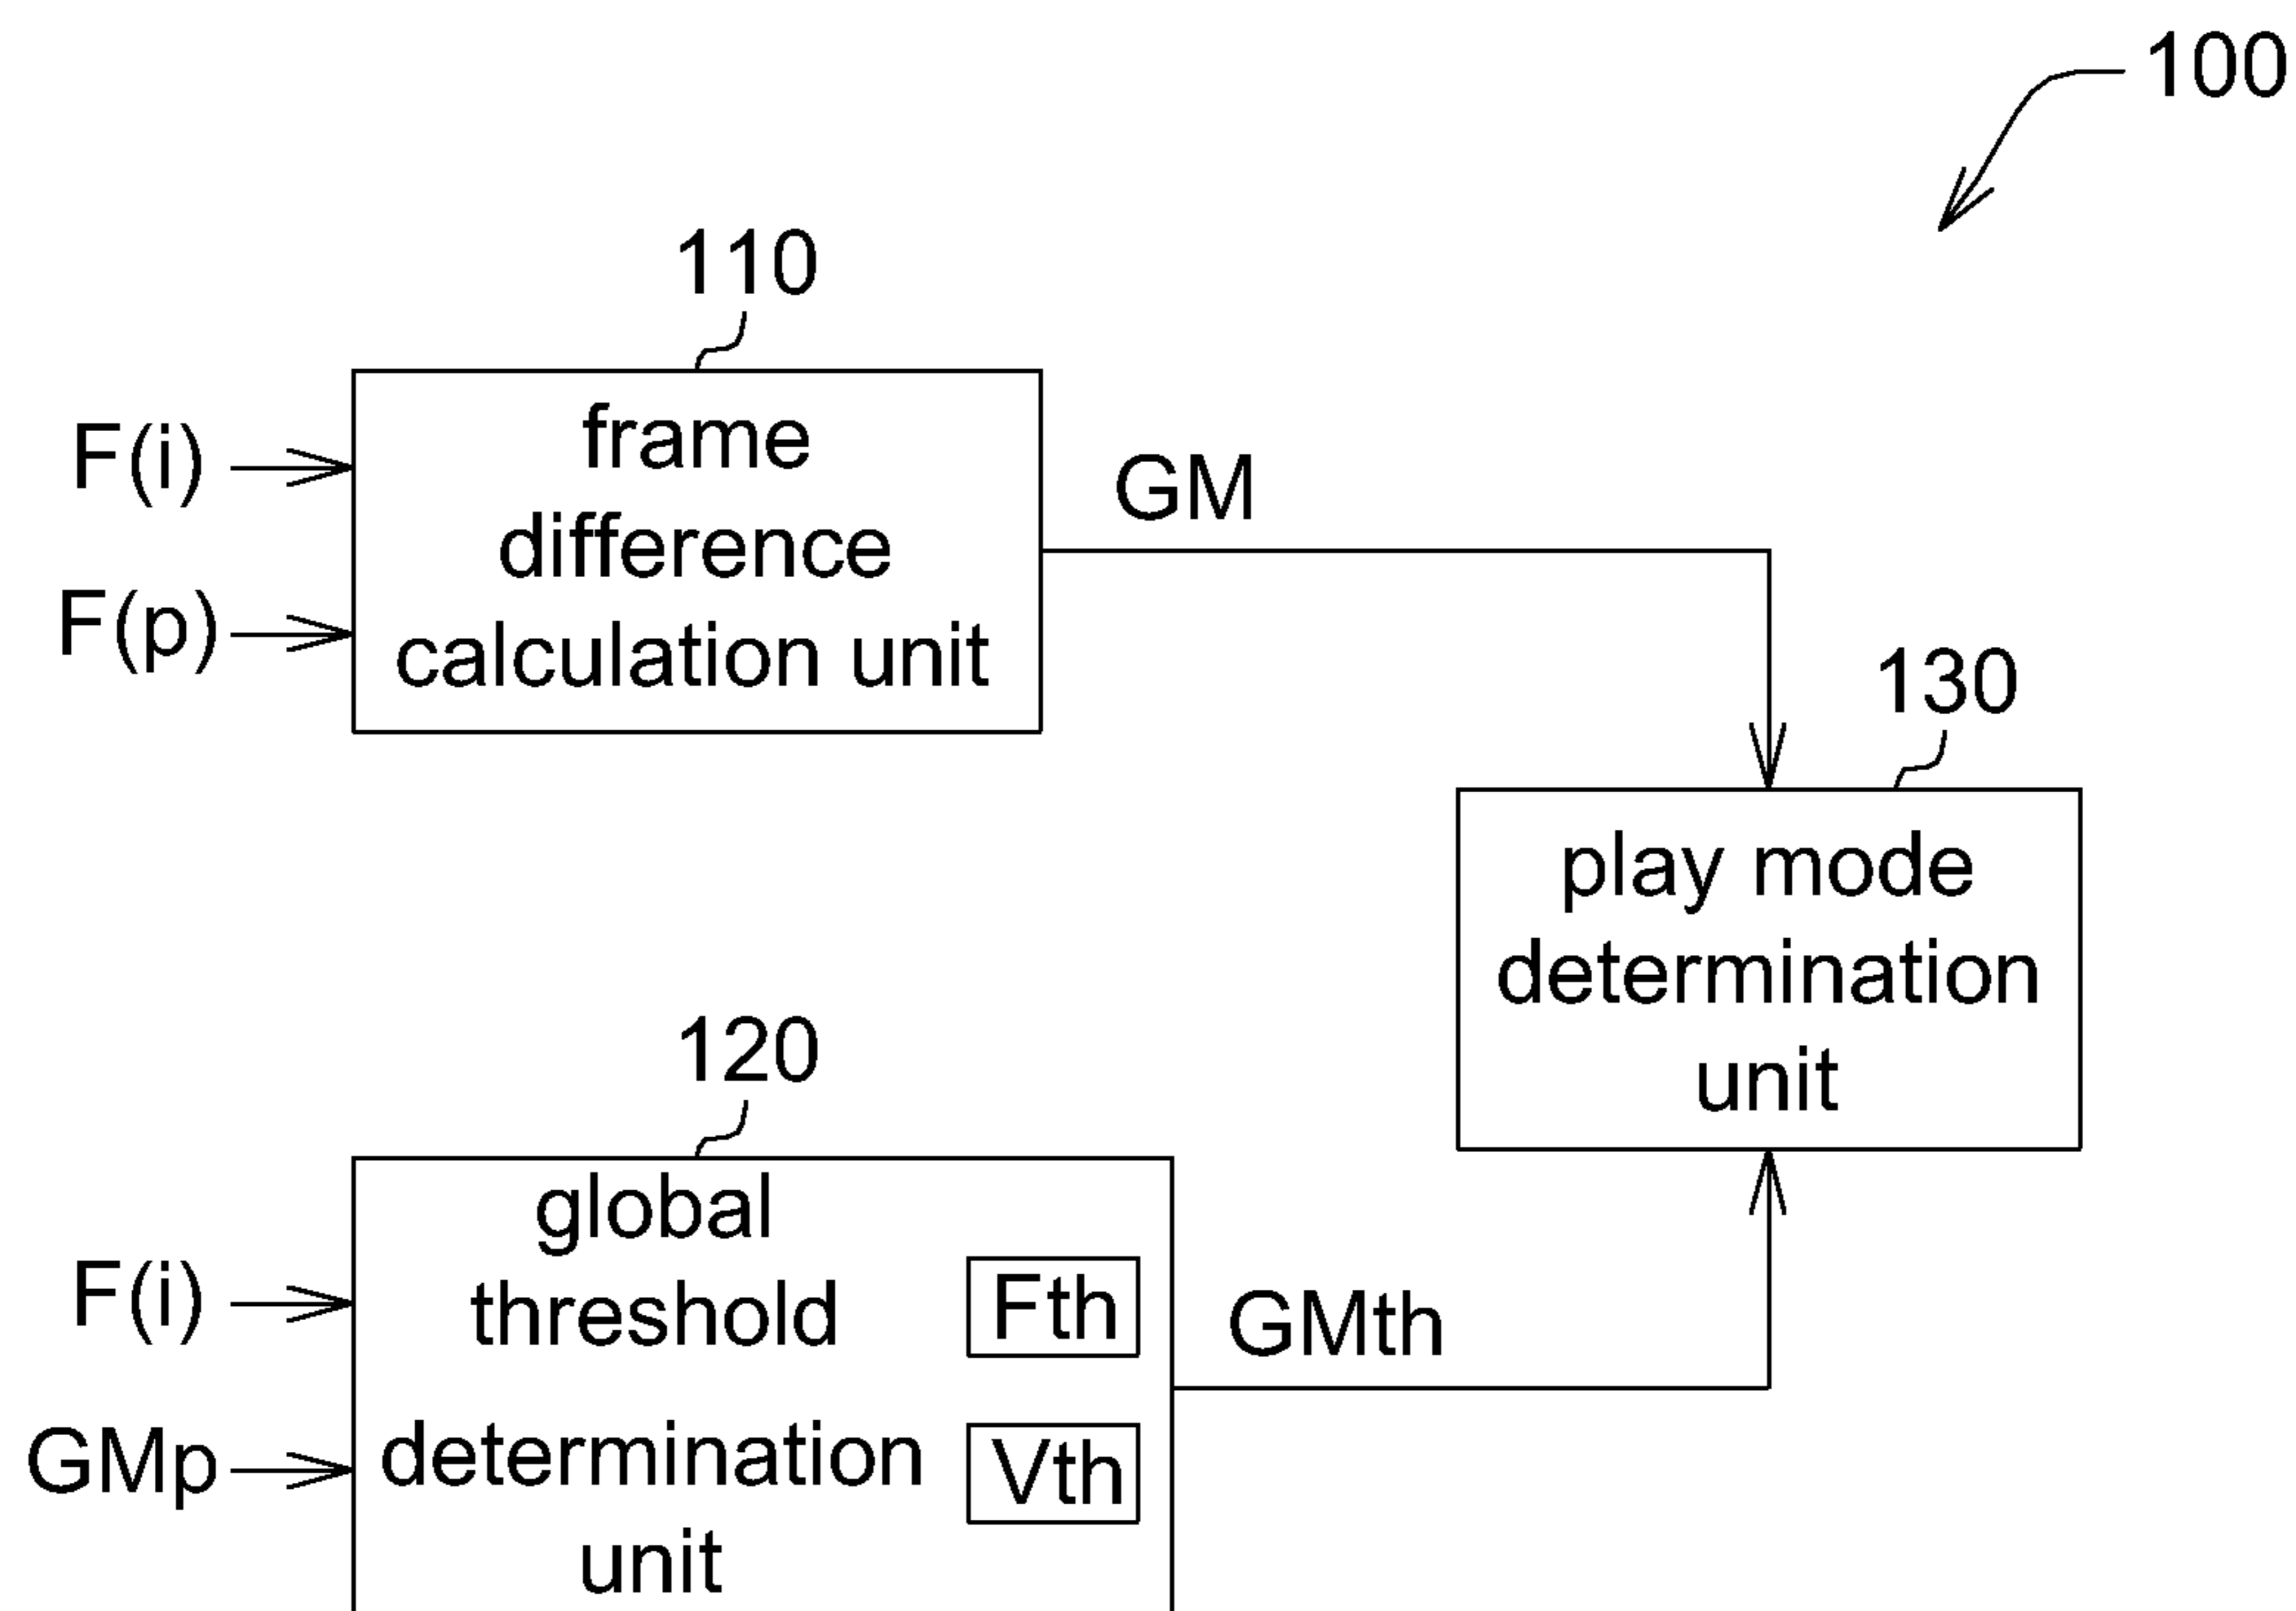 100
110
F(i)
F(p)
frame
difference
calculation unit
GM
130
play mode
determination
unit
120
F(i)
GMp
global
threshold
determination
unit
Fth
Vth
GMth